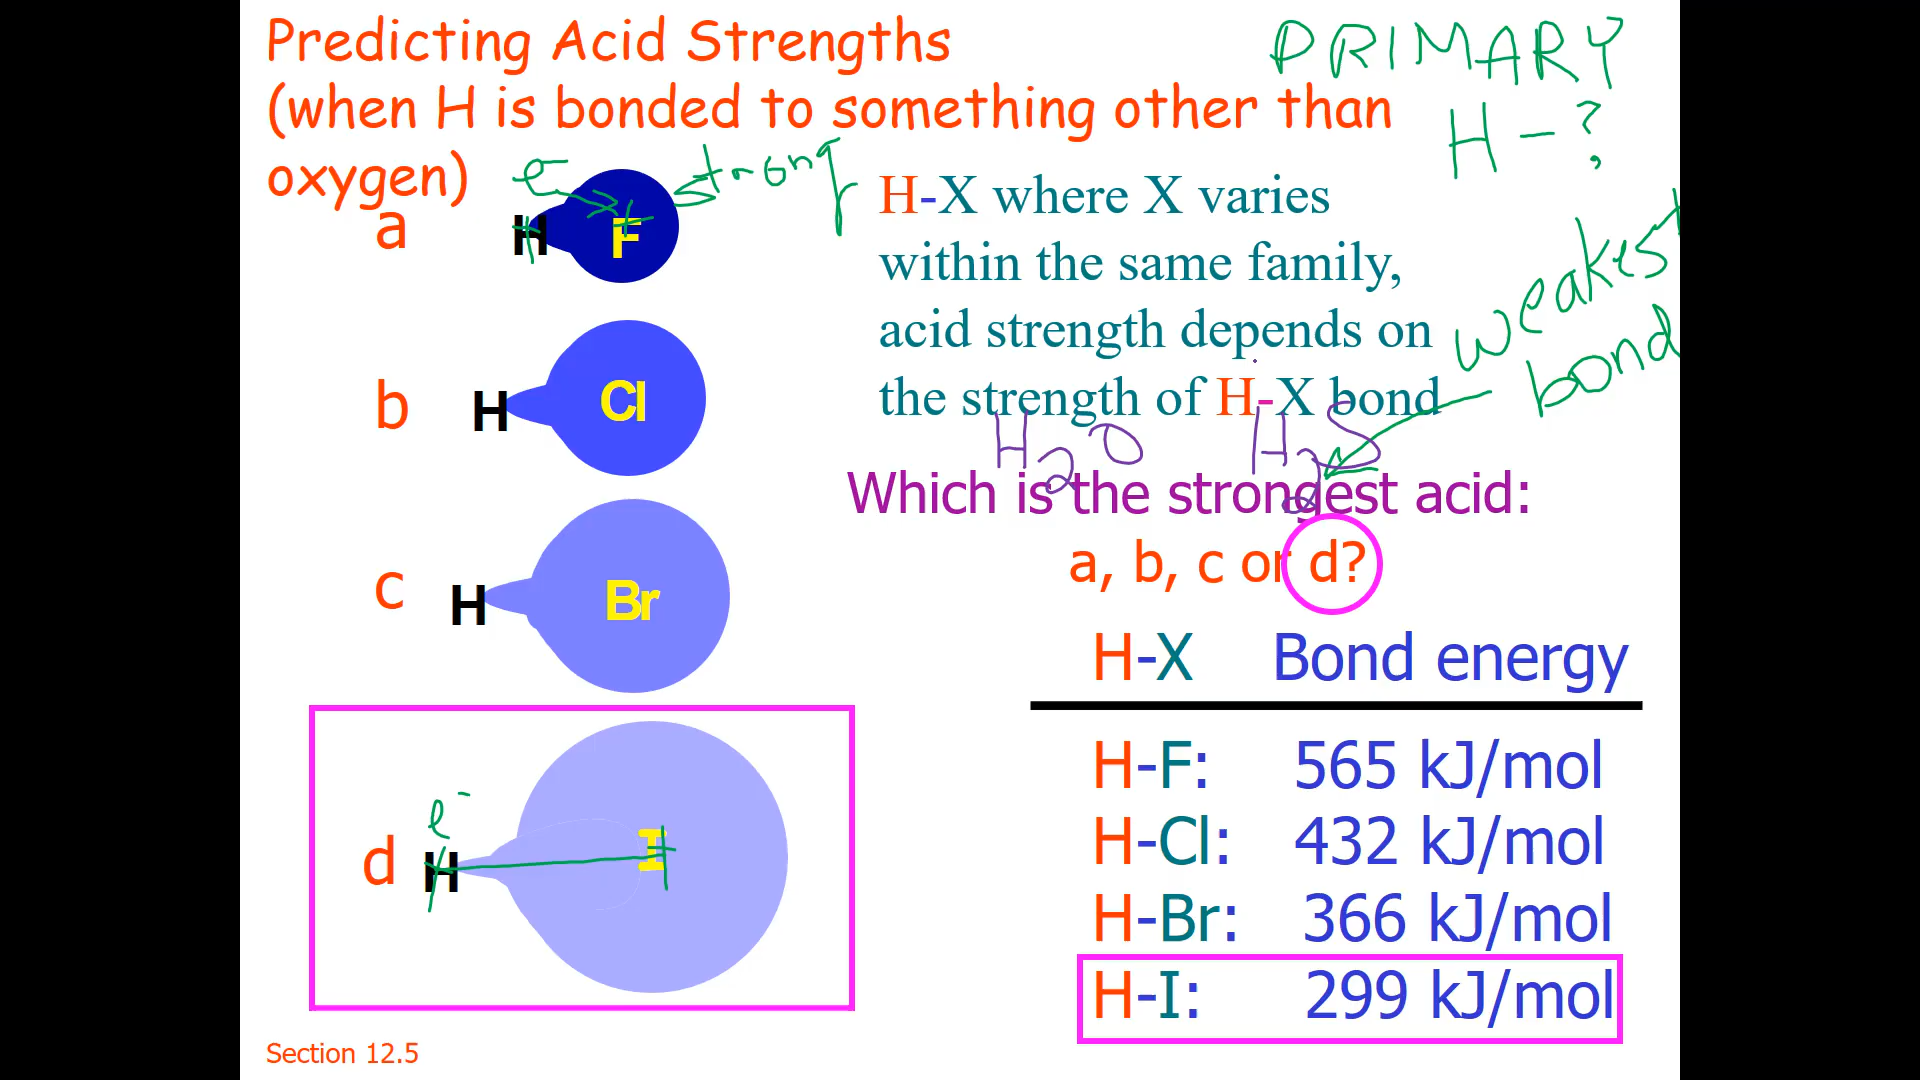 Predicting Acid Strengths
(when H is bonded to something other than
oxygen)
PRIMARY
H-?
a
e-
H
F
strong
b
H
Cl
c
H
Br
d
e-
H
I
H-X where X varies
within the same family,
acid strength depends on
the strength of H-X bond
weakest
bond
H2O
H2S
Which is the strongest acid:
a, b, c or d?
H-X Bond energy
H-F: 565 kJ/mol
H-Cl: 432 kJ/mol
H-Br: 366 kJ/mol
H-I: 299 kJ/mol
Section 12.5